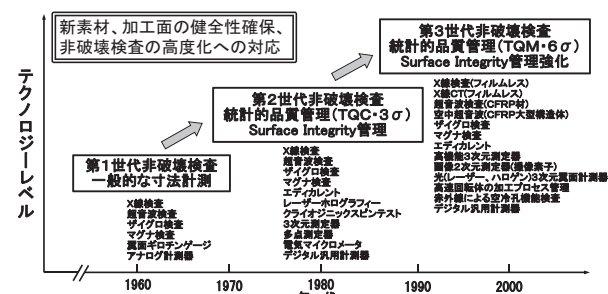 新素材、加工面の健全性確保、
非破壊検査の高度化への対応
テクノロジーレベル
第1世代非破壊検査
一般的な寸法計測
X線検査
超音波検査
ザイグロ検査
マグナ検査
翼面ギロチンゲージ
アナログ計測器
第2世代非破壊検査
統計的品質管理(TQC・3σ)
Surface Integrity管理
X線検査
超音波検査
ザイグロ検査
マグナ検査
エディカレント
レーザーホログラフィー
クライオジニックスピンテスト
3次元測定器
多点測定器
電気マイクロメータ
デジタル汎用計測器
第3世代非破壊検査
統計的品質管理(TQM・6σ)
Surface Integrity管理強化
X線検査(フィルムレス)
X線CT(フィルムレス)
超音波検査(CFRP材)
空中超音波(CFRP大型構造体)
ザイグロ検査
マグナ検査
エディカレント
高機能3次元測定器
画像2次元測定器(撮像素子)
光(レーザー、ハロゲン)3次元翼面計測器
高速回転体の加工プロセス管理
赤外線による空冷孔機能検査
デジタル汎用計測器
1960
1970
1980
1990
2000
年 代